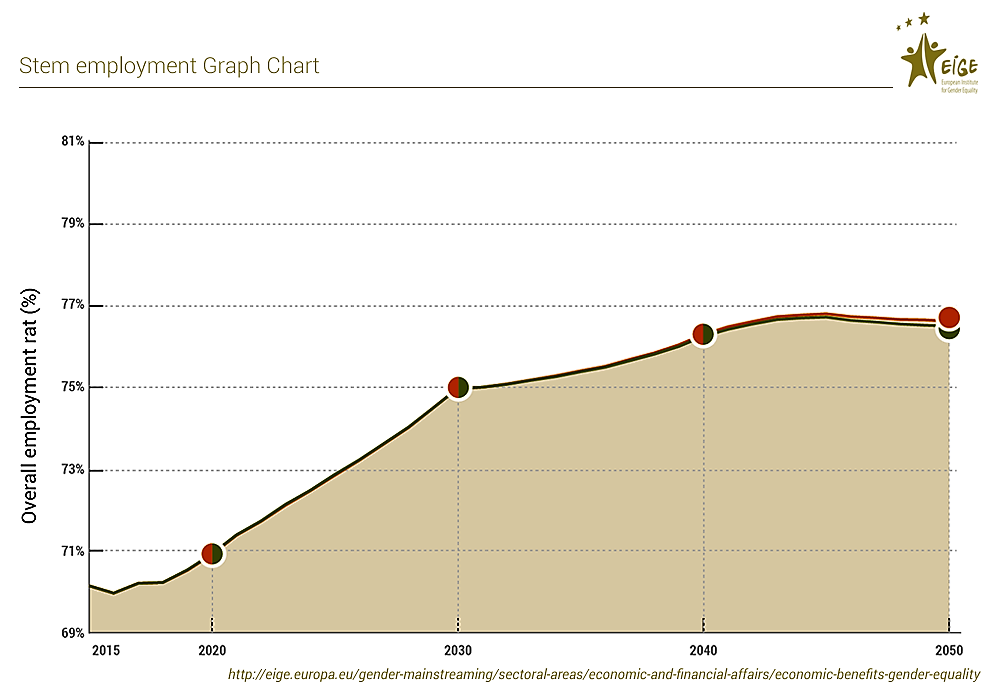 Stem employment Graph Chart
EIGE
European Institute
for Gender Equality
Overall employment rat (%)
81%
79%
77%
75%
73%
71%
69%
2015 2020 2030 2040 2050
http://eige.europa.eu/gender-mainstreaming/sectoral-areas/economic-and-financial-affairs/economic-benefits-gender-equality